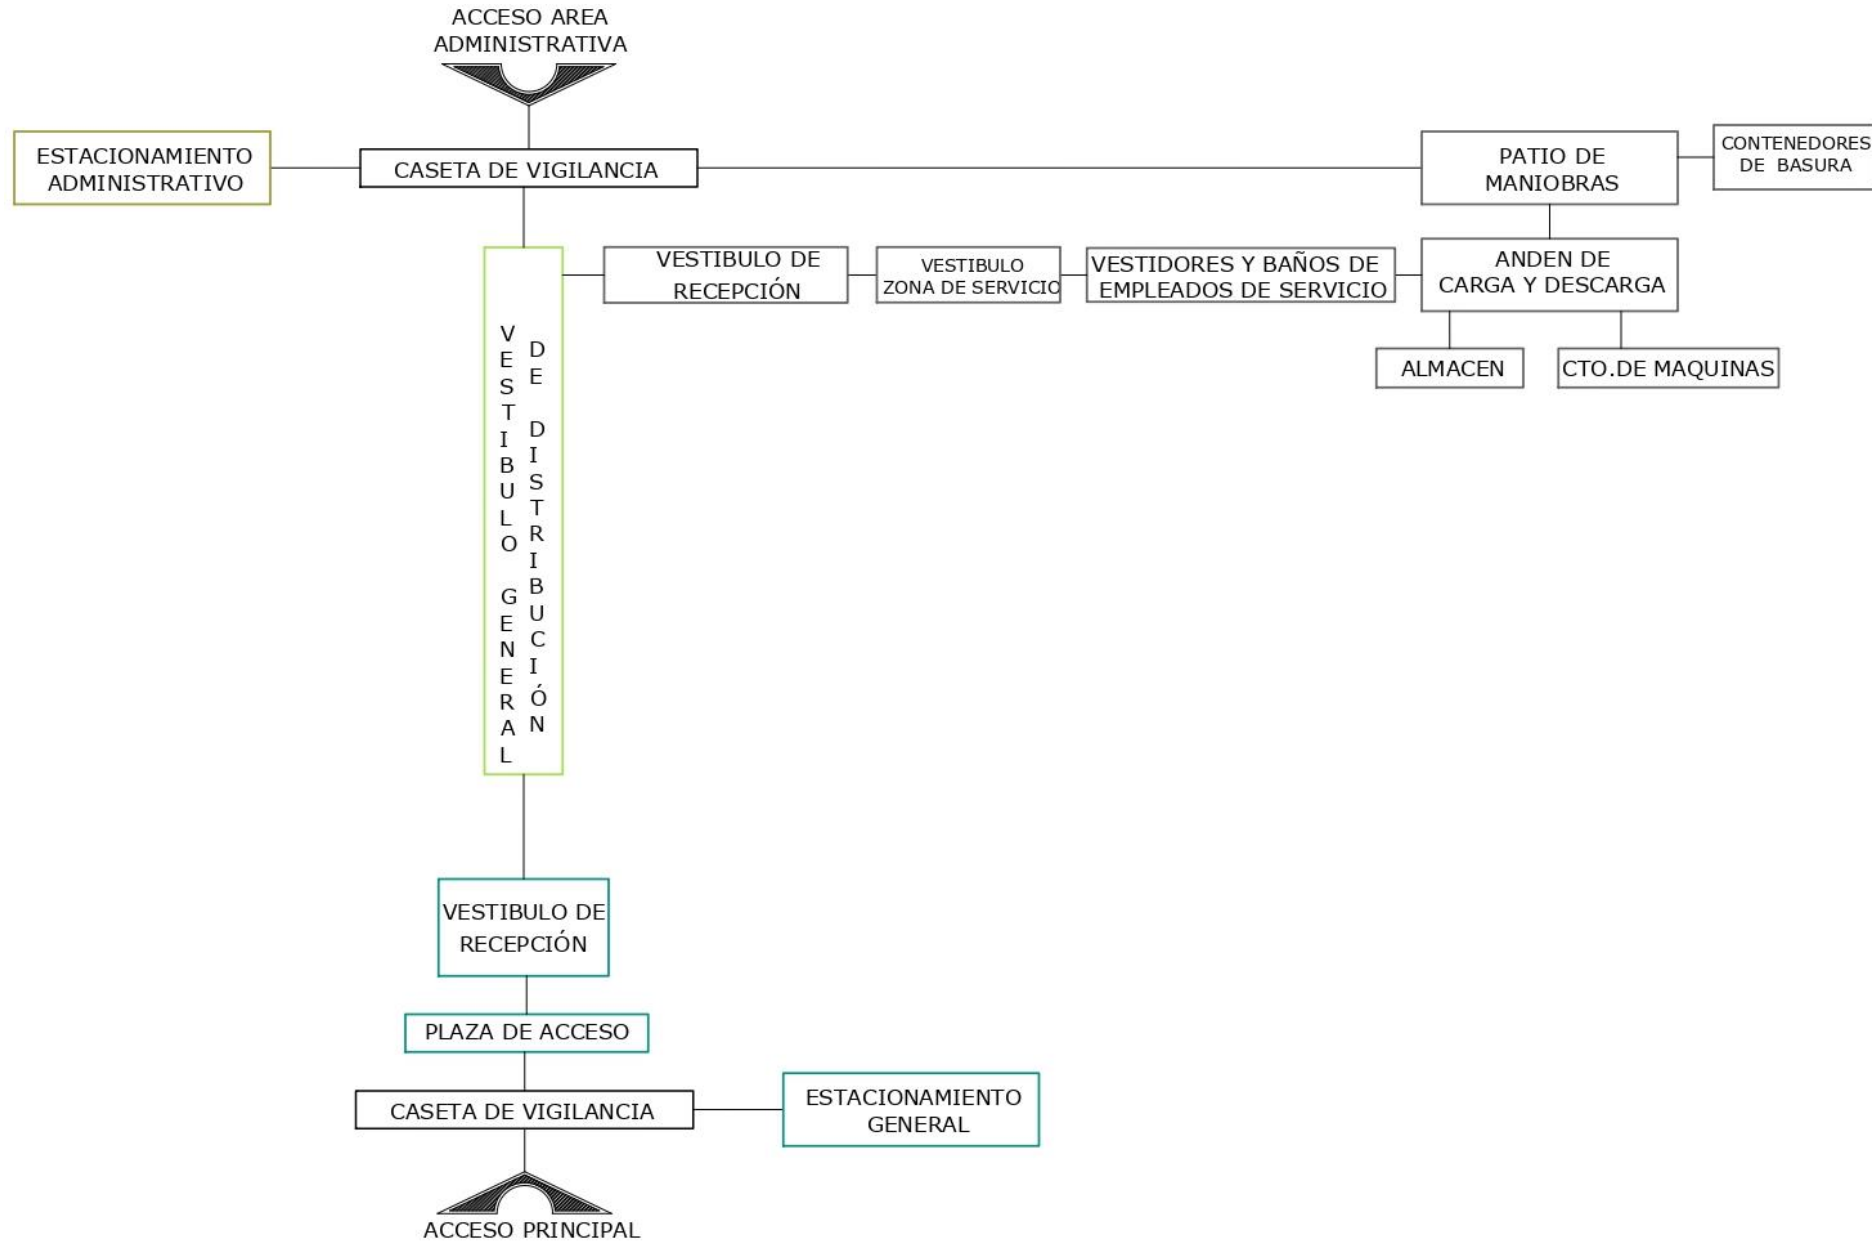 ACCESO AREA
ADMINISTRATIVA
ESTACIONAMIENTO
ADMINISTRATIVO
CASETA DE VIGILANCIA
PATIO DE
MANIOBRAS
CONTENEDORES
DE BASURA
VESTIBULO DE
RECEPCIÓN
VESTIBULO
ZONA DE SERVICIO
VESTIDORES Y BAÑOS DE
EMPLEADOS DE SERVICIO
ANDEN DE
CARGA Y DESCARGA
ALMACEN
CTO.DE MAQUINAS
VESTIBULO GENERAL
DE DISTRIBUCIÓN
VESTIBULO DE
RECEPCIÓN
PLAZA DE ACCESO
CASETA DE VIGILANCIA
ESTACIONAMIENTO
GENERAL
ACCESO PRINCIPAL